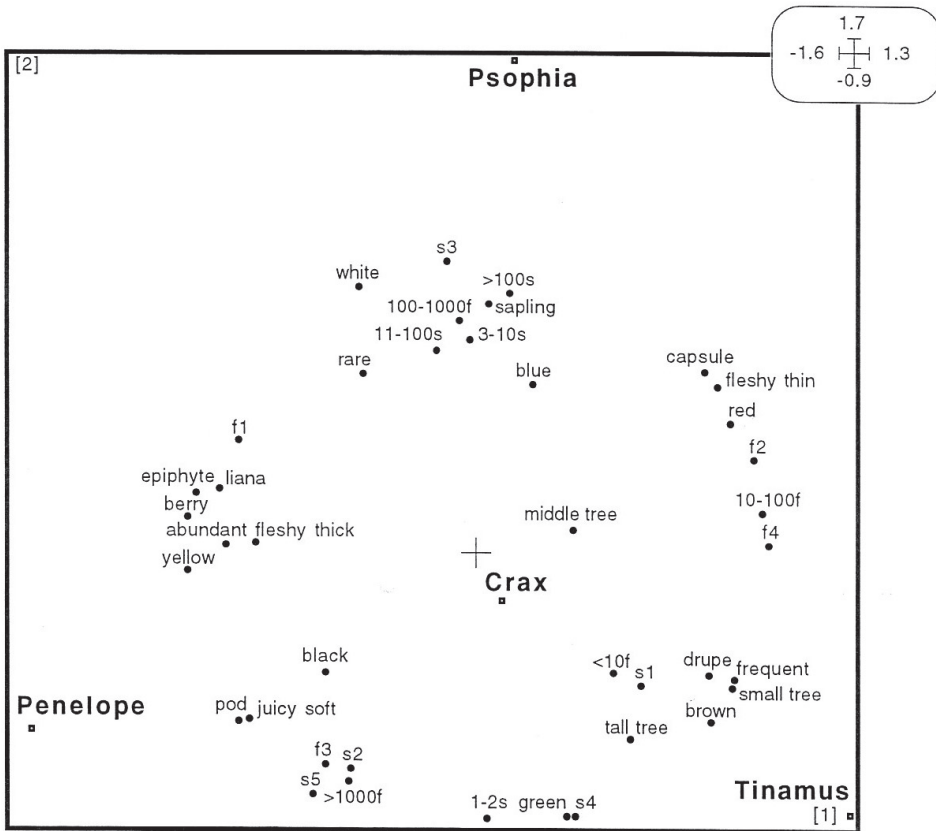 1.7
[2]
-1.6 1.3
Psophia
-0.9
s3
white
>100s
100-1000f sapling
11-100s 3-10s
rare
blue
capsule
fleshy thin
red
f1
f2
epiphyte liana
berry
10-100f
middle tree
abundant fleshy thick
f4
yellow
Crax
black
<10f s1 drupe frequent
small tree
Penelope pod juicy soft
brown
tall tree
f3 s2
s5
>1000f
Tinamus
1-2s green s4
[1]